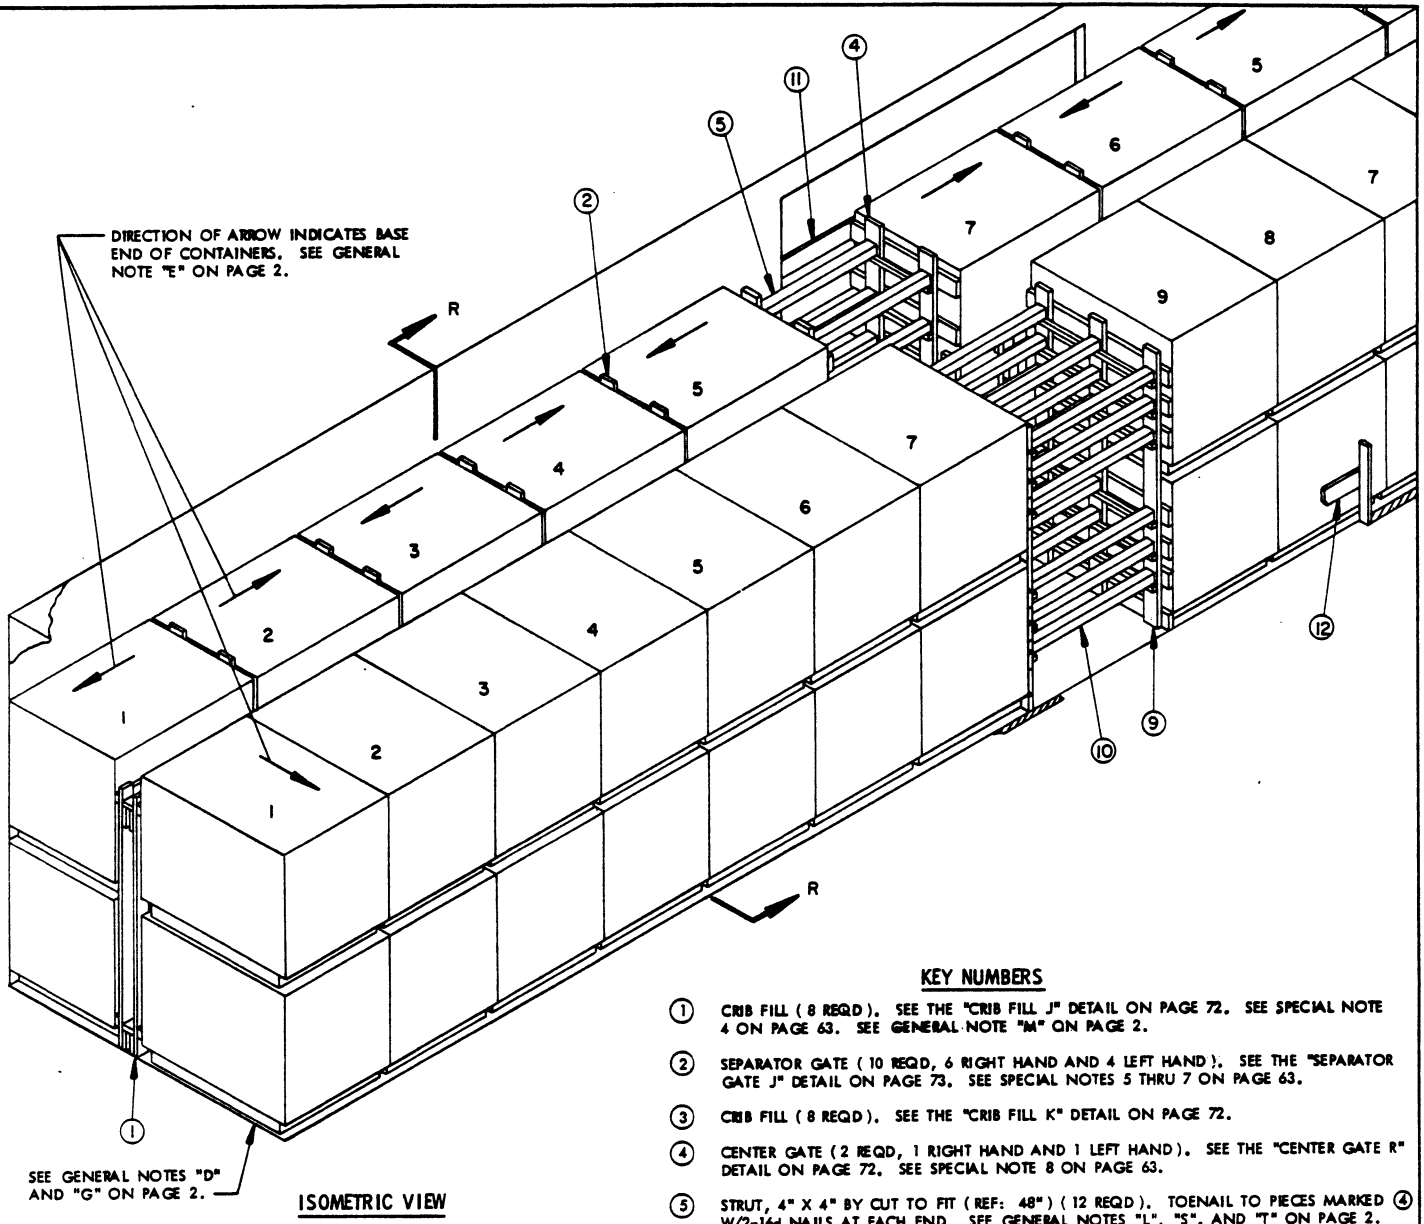 5
4
11
6
7
5
7
8
2
7
9
DIRECTION OF ARROW INDICATES BASE
END OF CONTAINERS. SEE GENERAL
NOTE "E" ON PAGE 2.
R
5
7
4
6
3
5
12
2
4
9
3
10
1
2
1
R
1
SEE GENERAL NOTES "D"
AND "G" ON PAGE 2.
ISOMETRIC VIEW
KEY NUMBERS
1 CRIB FILL ( 8 REQD ). SEE THE "CRIB FILL J" DETAIL ON PAGE 72. SEE SPECIAL NOTE
4 ON PAGE 63. SEE GENERAL NOTE "M" ON PAGE 2.
2 SEPARATOR GATE ( 10 REQD, 6 RIGHT HAND AND 4 LEFT HAND ). SEE THE "SEPARATOR
GATE J" DETAIL ON PAGE 73. SEE SPECIAL NOTES 5 THRU 7 ON PAGE 63.
3 CRIB FILL ( 8 REQD ). SEE THE "CRIB FILL K" DETAIL ON PAGE 72.
4 CENTER GATE ( 2 REQD, 1 RIGHT HAND AND 1 LEFT HAND ). SEE THE "CENTER GATE R"
DETAIL ON PAGE 72. SEE SPECIAL NOTE 8 ON PAGE 63.
5 STRUT, 4" X 4" BY CUT TO FIT ( REF: 48" ) ( 12 REQD ). TOENAIL TO PIECES MARKED 4
W/2-16d NAILS AT EACH END. SEE GENERAL NOTES "L", "S", AND "T" ON PAGE 2.